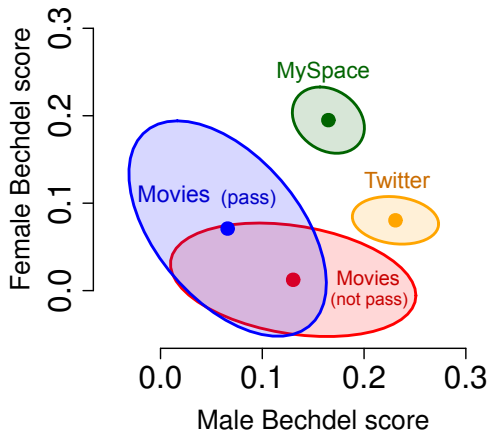 Female Bechdel score
0.3
0.2
0.1
0.0
MySpace
Twitter
Movies (pass)
Movies
(not pass)
0.0 0.1 0.2 0.3
Male Bechdel score